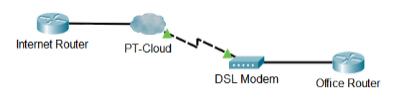 Internet Router
PT-Cloud
DSL Modem
Office Router